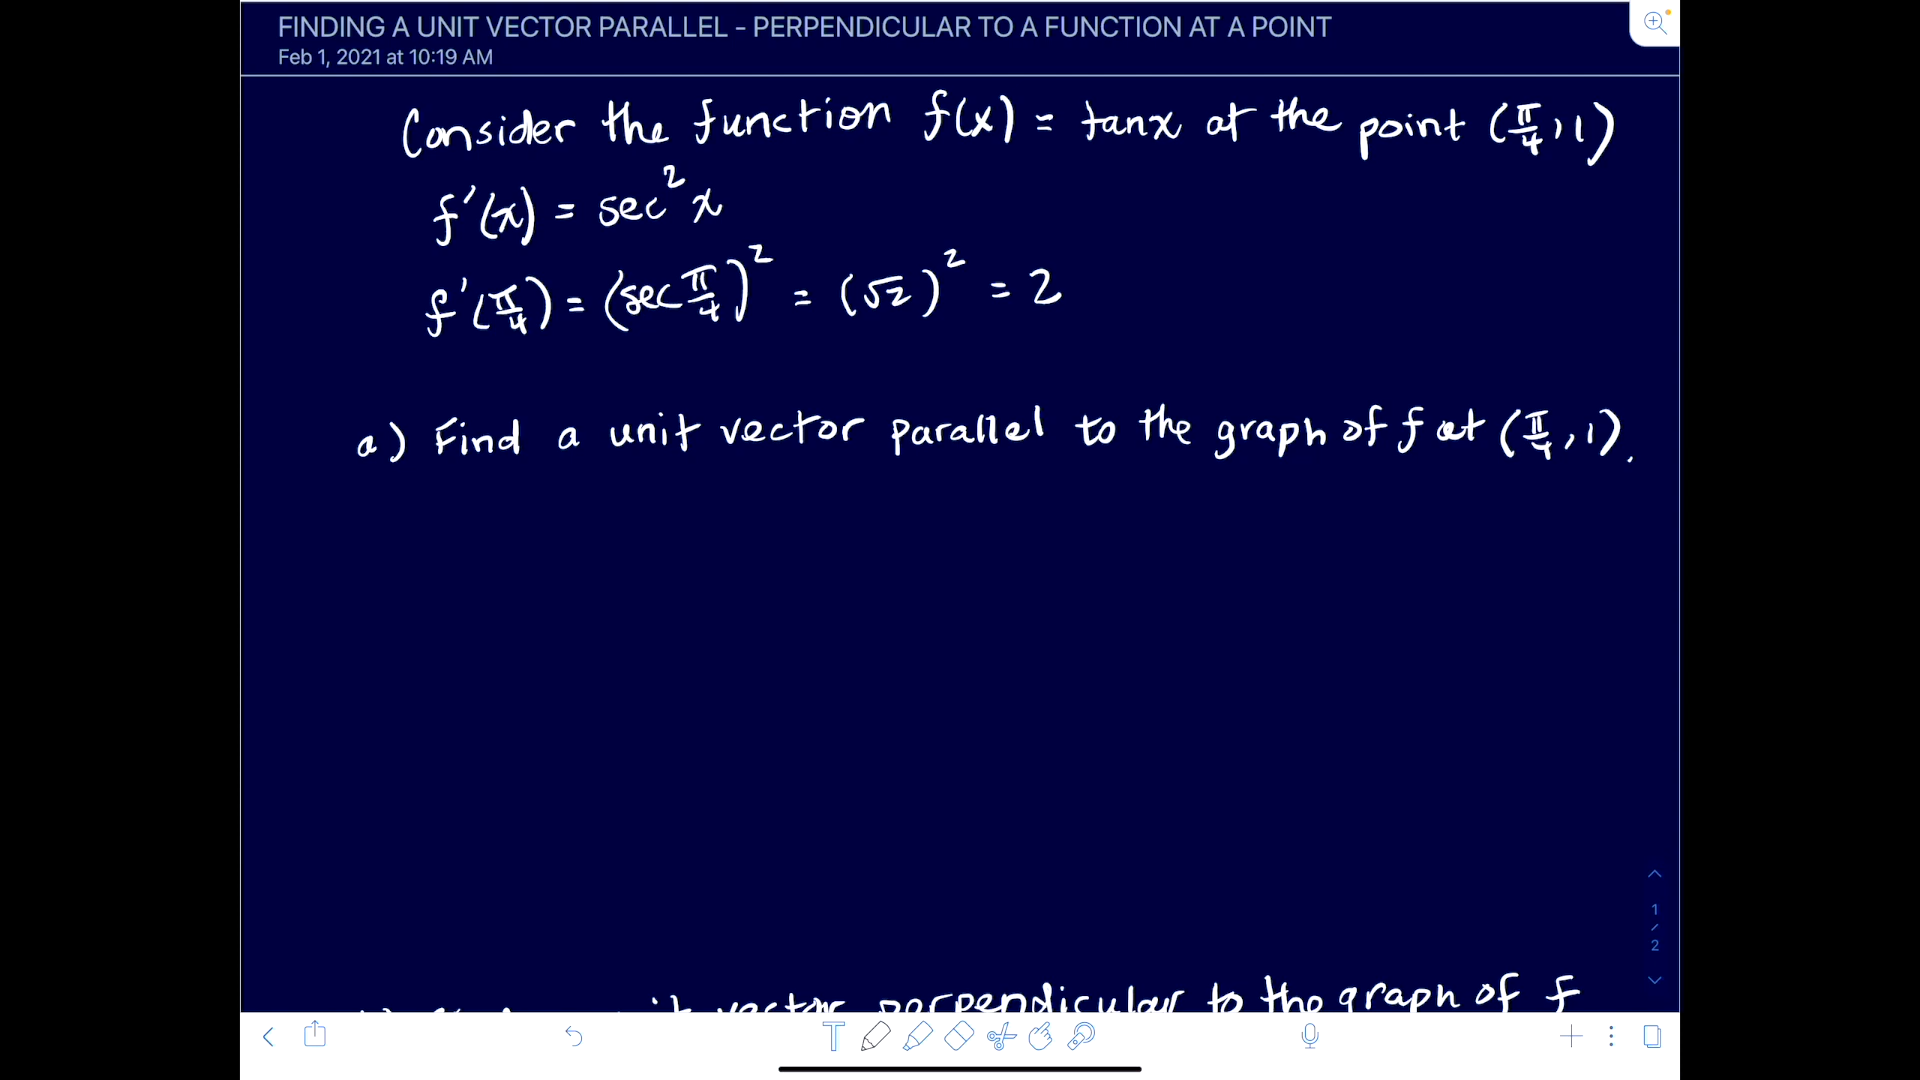 FINDING A UNIT VECTOR PARALLEL - PERPENDICULAR TO A FUNCTION AT A POINT
Feb 1, 2021 at 10:19 AM
Consider the function f(x) = tanx at the point (π/4, 1)
f'(x) = sec²x
f'(π/4) = (sec π/4)² = (√2)² = 2
a) Find a unit vector parallel to the graph of f at (π/4, 1).
vector perpendicular to the graph of f
1/2